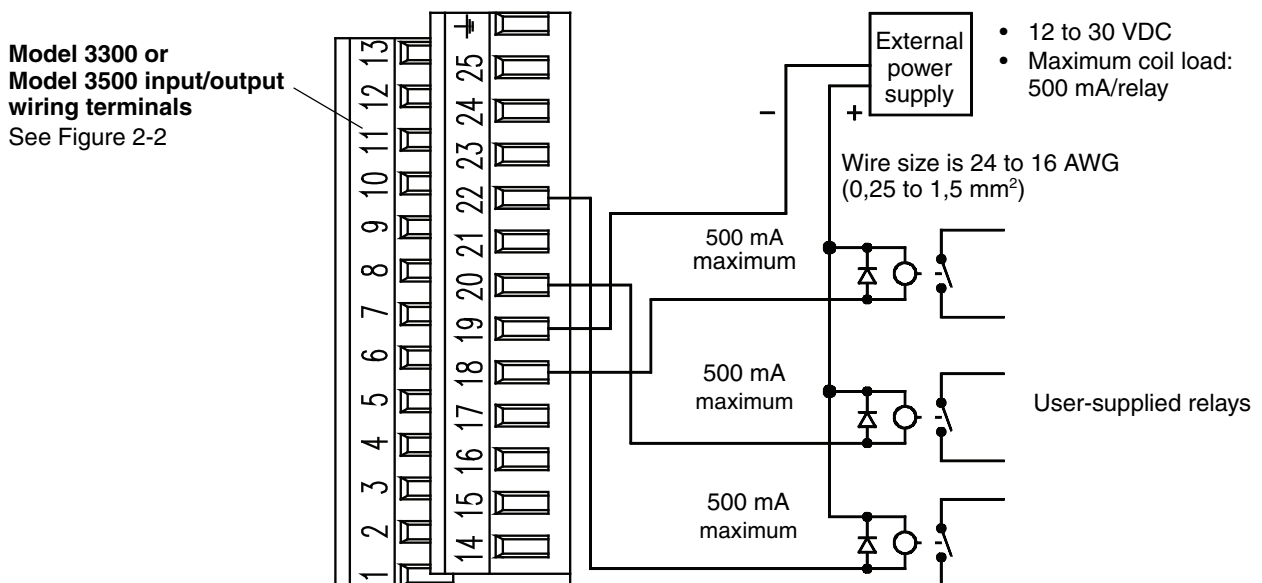 Model 3300 or
Model 3500 input/output
wiring terminals
See Figure 2-2
13
12
11
10
9
8
7
6
5
4
3
2
1
25
24
23
22
21
20
19
18
17
16
15
14
External
power
supply
• 12 to 30 VDC
• Maximum coil load:
500 mA/relay
– +
Wire size is 24 to 16 AWG
(0,25 to 1,5 mm²)
500 mA
maximum
500 mA
maximum
User-supplied relays
500 mA
maximum